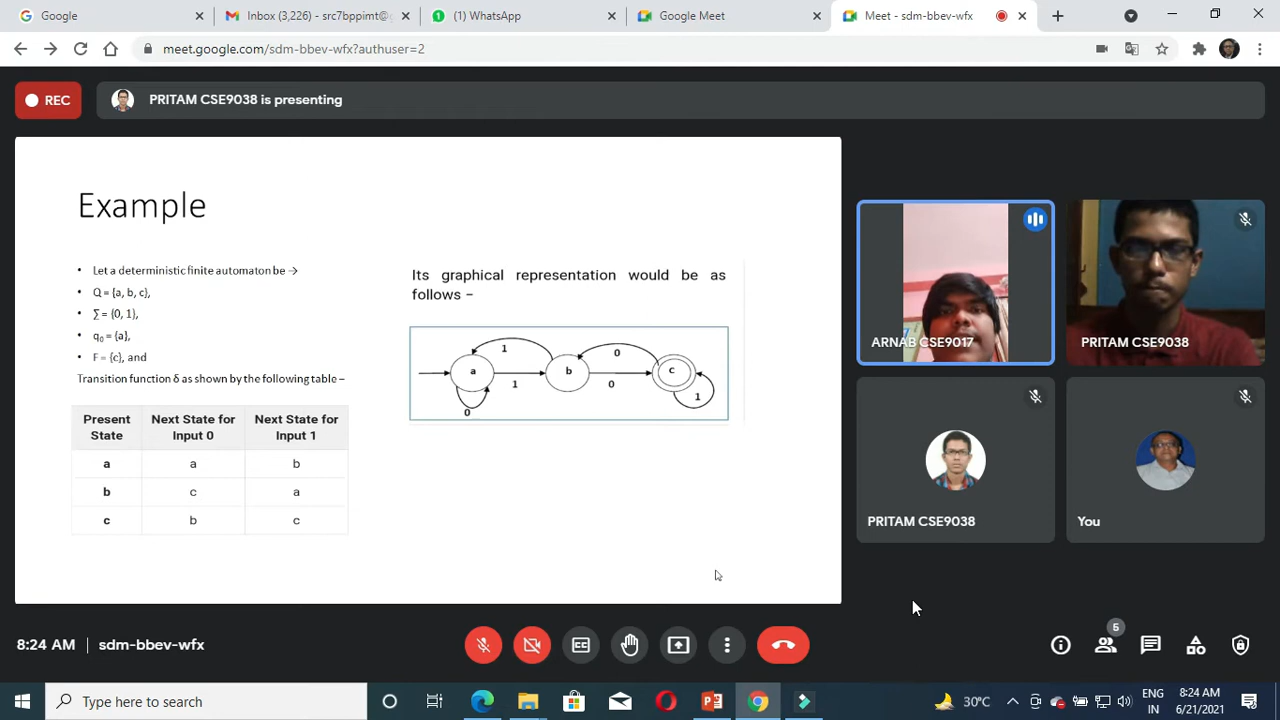 Google
Inbox (3,226) - src7bppimt@g
(1) WhatsApp
Google Meet
Meet - sdm-bbev-wfx
meet.google.com/sdm-bbev-wfx?authuser=2
REC
PRITAM CSE9038 is presenting
Example
• Let a deterministic finite automaton be →
• Q = {a, b, c},
• ∑ = {0, 1},
• q₀ = {a},
• F = {c}, and
Transition function δ as shown by the following table –
Present State Next State for Input 0 Next State for Input 1
a a b
b c a
c b c
Its graphical representation would be as
follows –
1 0
a b c
1 0 1
0
ARNAB CSE9017
PRITAM CSE9038
PRITAM CSE9038
You
8:24 AM | sdm-bbev-wfx
CC
5
Type here to search
30°C
ENG
IN
8:24 AM
6/21/2021